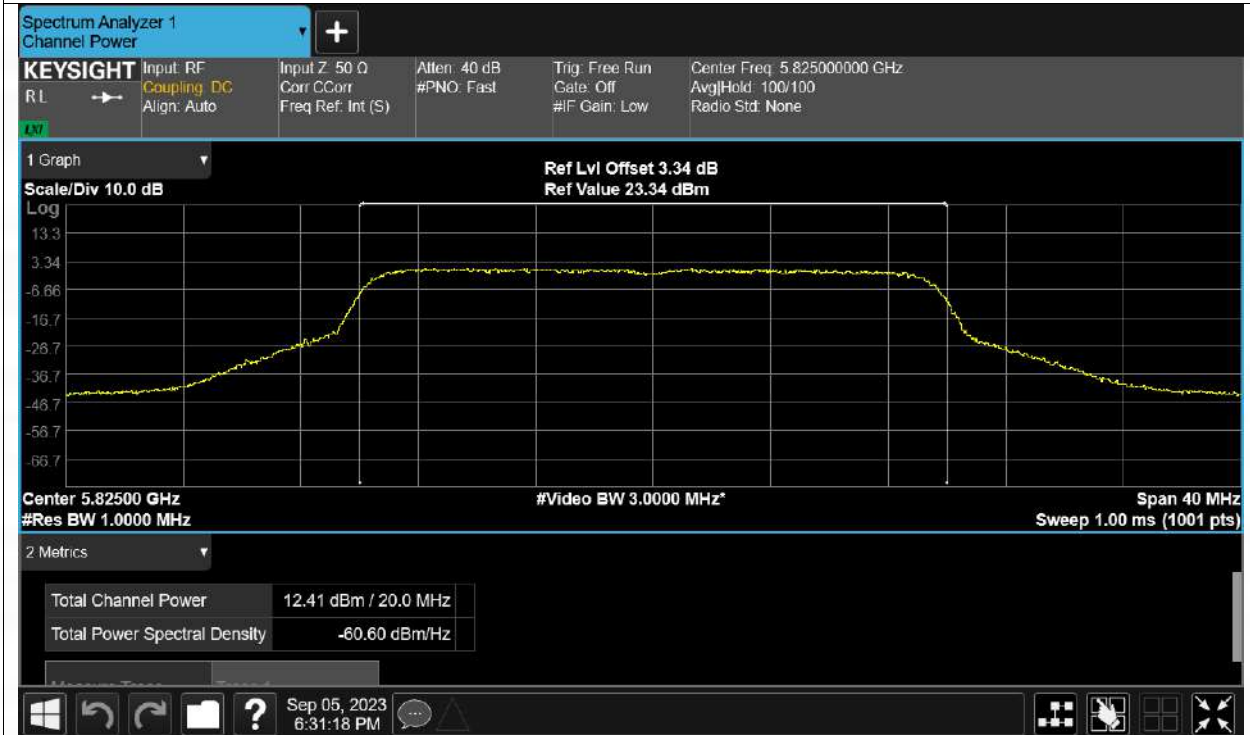 Spectrum Analyzer 1
Channel Power
+
KEYSIGHT
RL
LXI
Input: RF
Coupling: DC
Align: Auto
Input Z: 50 Ω
Corr CCorr
Freq Ref: Int (S)
Atten: 40 dB
#PNO: Fast
Trig: Free Run
Gate: Off
#IF Gain: Low
Center Freq: 5.825000000 GHz
Avg|Hold: 100/100
Radio Std: None
1 Graph
Scale/Div 10.0 dB
Ref Lvl Offset 3.34 dB
Ref Value 23.34 dBm
Log
13.3
3.34
-6.66
-16.7
-26.7
-36.7
-46.7
-56.7
-66.7
Center 5.82500 GHz
#Video BW 3.0000 MHz*
Span 40 MHz
#Res BW 1.0000 MHz
Sweep 1.00 ms (1001 pts)
2 Metrics
Total Channel Power 12.41 dBm / 20.0 MHz
Total Power Spectral Density -60.60 dBm/Hz
?
Sep 05, 2023
6:31:18 PM